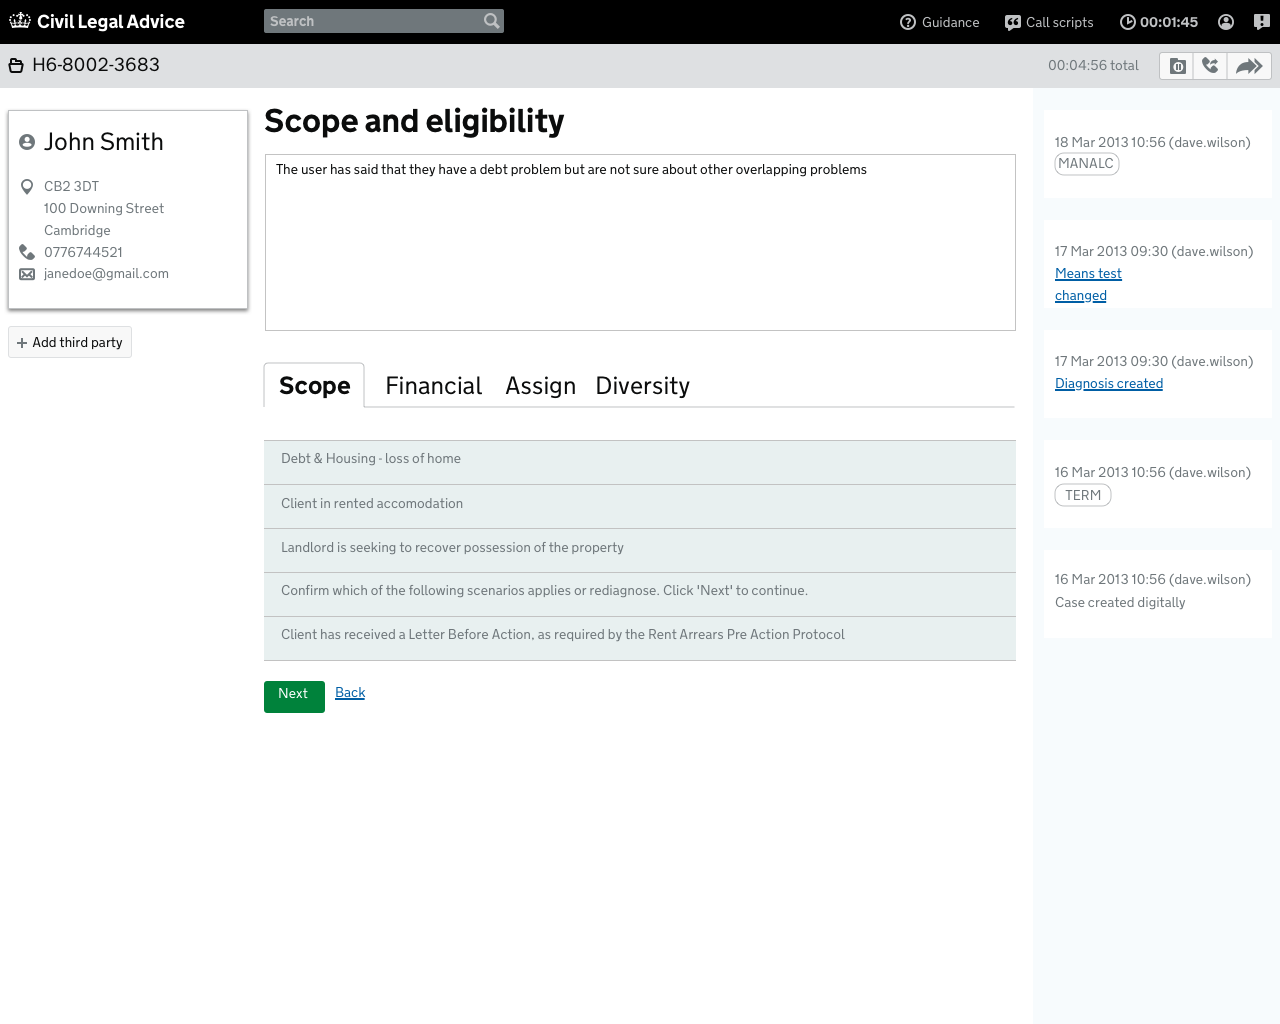 Civil Legal Advice
Search
Guidance
Call scripts
00:01:45
H6-8002-3683
00:04:56 total
John Smith
CB2 3DT
100 Downing Street
Cambridge
0776744521
janedoe@gmail.com
Add third party
Scope and eligibility
The user has said that they have a debt problem but are not sure about other overlapping problems
Scope
Financial
Assign
Diversity
Debt & Housing - loss of home
Client in rented accomodation
Landlord is seeking to recover possession of the property
Confirm which of the following scenarios applies or rediagnose. Click 'Next' to continue.
Client has received a Letter Before Action, as required by the Rent Arrears Pre Action Protocol
Next
Back
18 Mar 2013 10:56 (dave.wilson)
MANALC
17 Mar 2013 09:30 (dave.wilson)
Means test
changed
17 Mar 2013 09:30 (dave.wilson)
Diagnosis created
16 Mar 2013 10:56 (dave.wilson)
TERM
16 Mar 2013 10:56 (dave.wilson)
Case created digitally